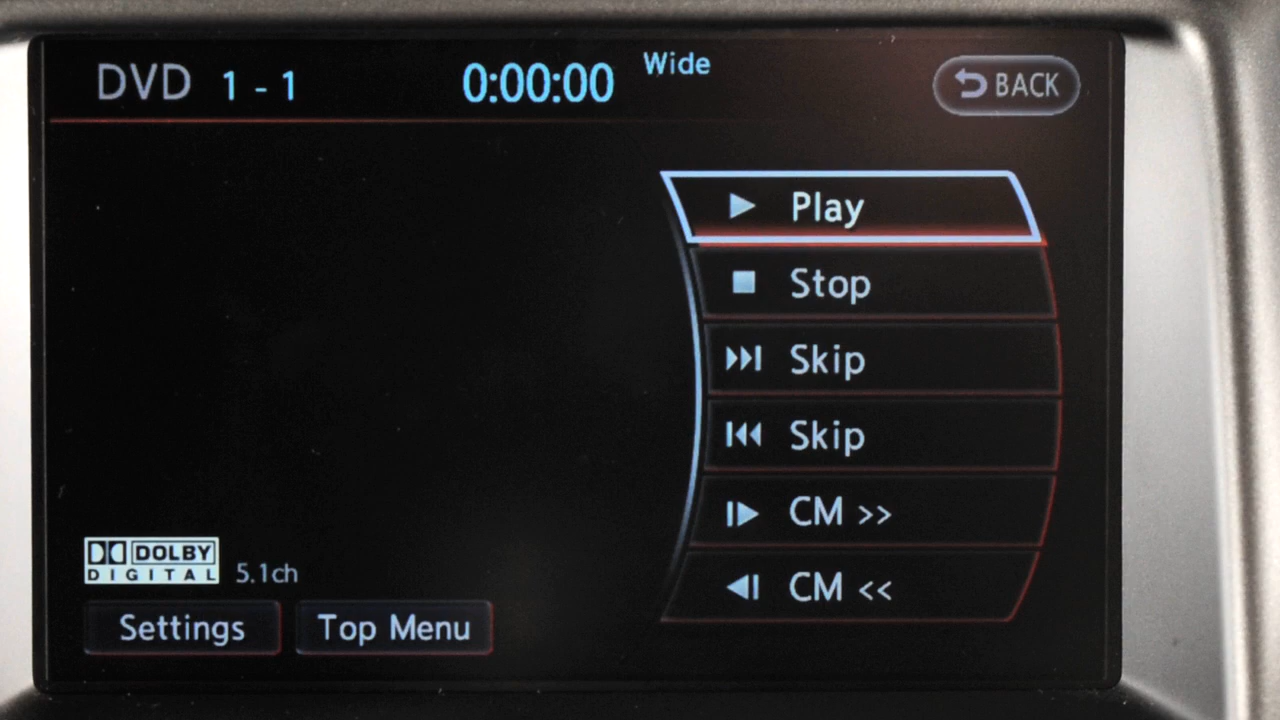 DVD 1 - 1 0:00:00 Wide BACK
Play
Stop
Skip
Skip
CM >>
CM <<
DOLBY
DIGITAL 5.1ch
Settings Top Menu